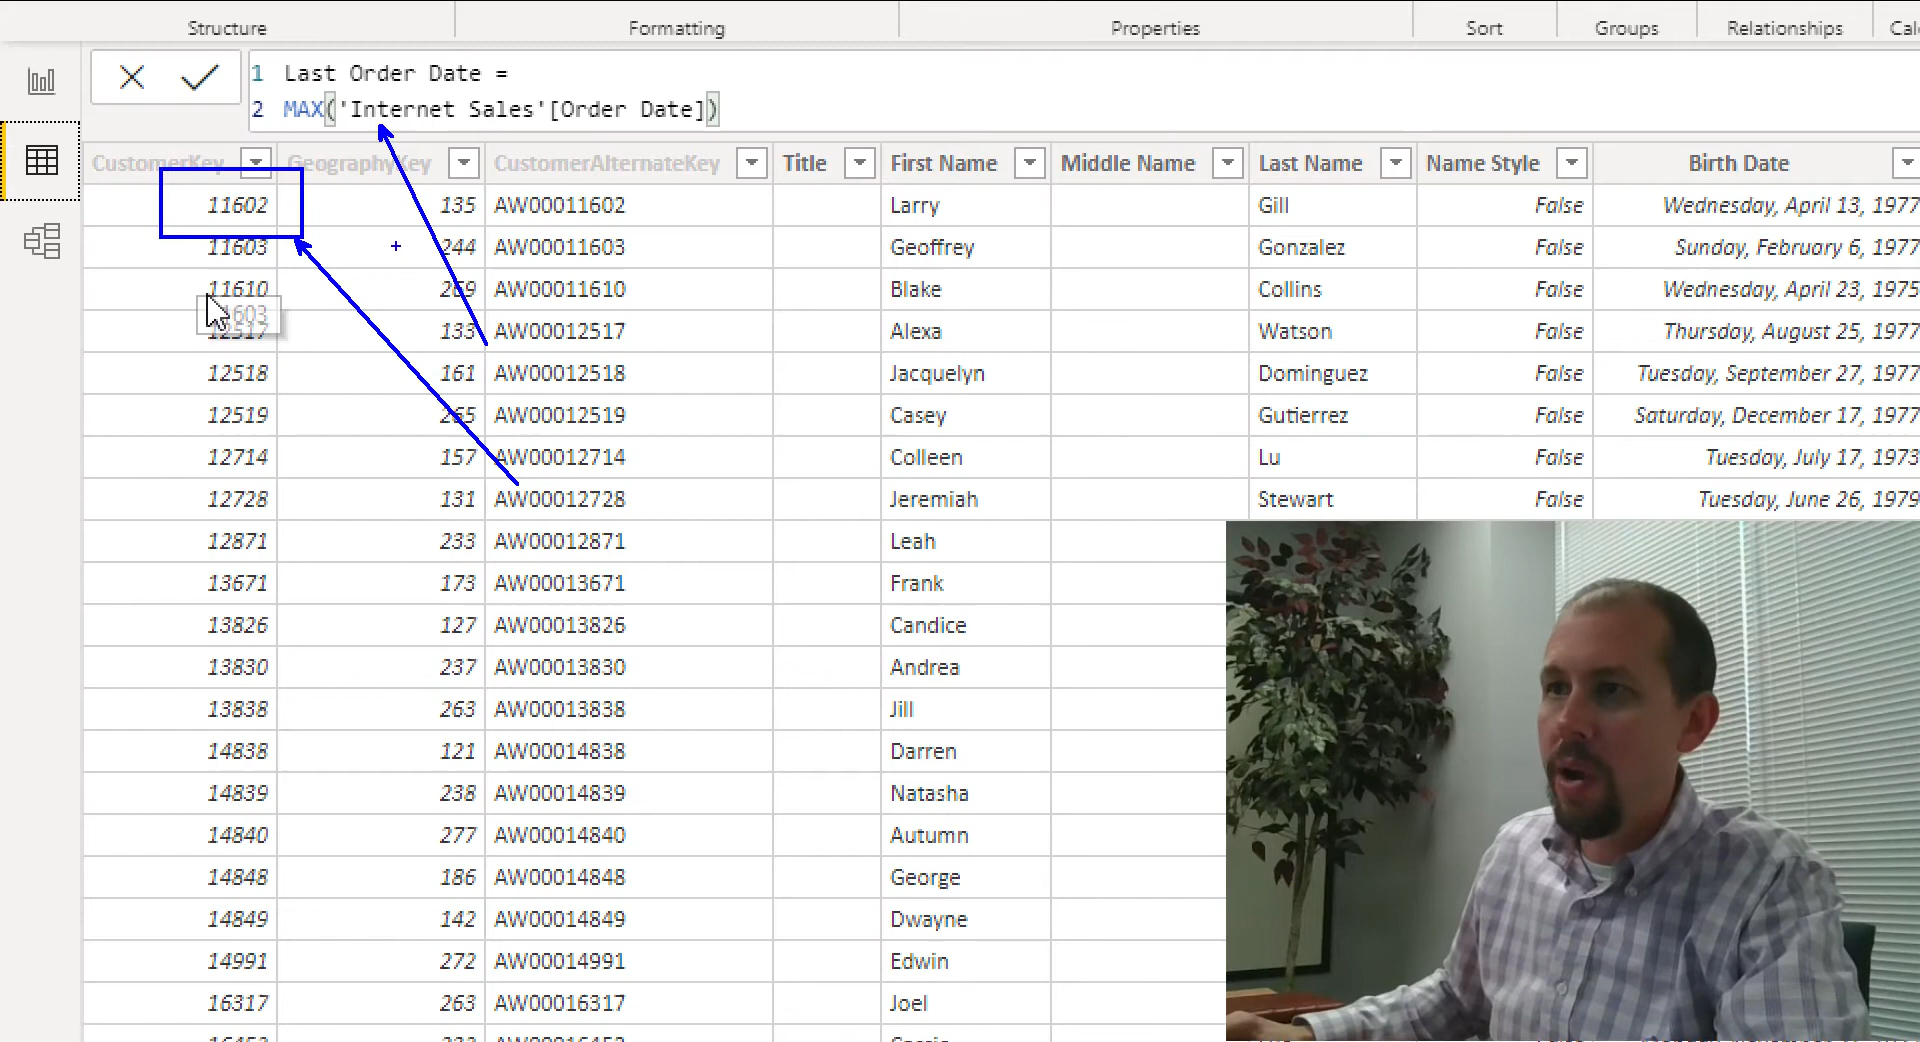 Structure Formatting Properties Sort Groups Relationships
1 Last Order Date =
2 MAX('Internet Sales'[Order Date])
CustomerKey GeographyKey CustomerAlternateKey Title First Name Middle Name Last Name Name Style Birth Date
11602 135 AW00011602 Larry Gill False Wednesday, April 13, 1977
11603 244 AW00011603 Geoffrey Gonzalez False Sunday, February 6, 1977
11610 269 AW00011610 Blake Collins False Wednesday, April 23, 1975
12517 133 AW00012517 Alexa Watson False Thursday, August 25, 1977
12518 161 AW00012518 Jacquelyn Dominguez False Tuesday, September 27, 1977
12519 265 AW00012519 Casey Gutierrez False Saturday, December 17, 1977
12714 157 AW00012714 Colleen Lu False Tuesday, July 17, 1973
12728 131 AW00012728 Jeremiah Stewart False Tuesday, June 26, 1979
12871 233 AW00012871 Leah
13671 173 AW00013671 Frank
13826 127 AW00013826 Candice
13830 237 AW00013830 Andrea
13838 263 AW00013838 Jill
14838 121 AW00014838 Darren
14839 238 AW00014839 Natasha
14840 277 AW00014840 Autumn
14848 186 AW00014848 George
14849 142 AW00014849 Dwayne
14991 272 AW00014991 Edwin
16317 263 AW00016317 Joel